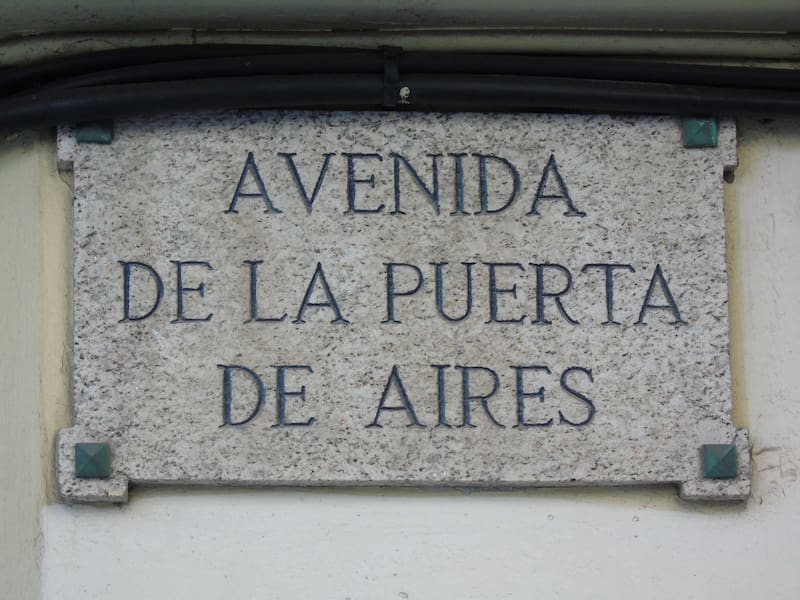 AVENIDA
DE LA PUERTA
DE AIRES